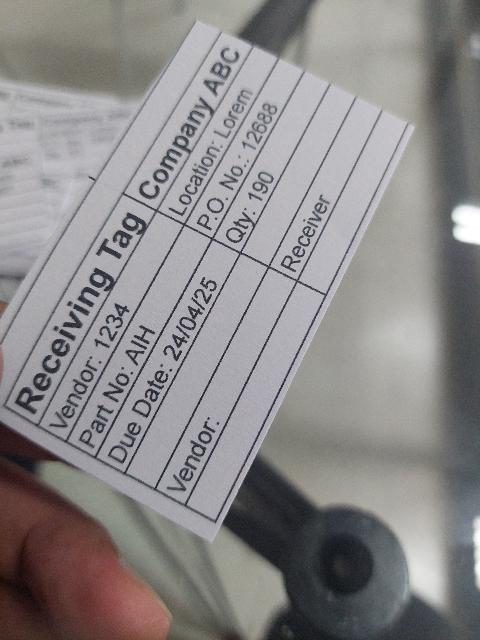 Receiving Tag Company ABC
Vendor: 1234 Location: Lorem
Part No: AIH P.O. No.: 12688
Due Date: 24/04/25 Qty: 190
Vendor: Receiver